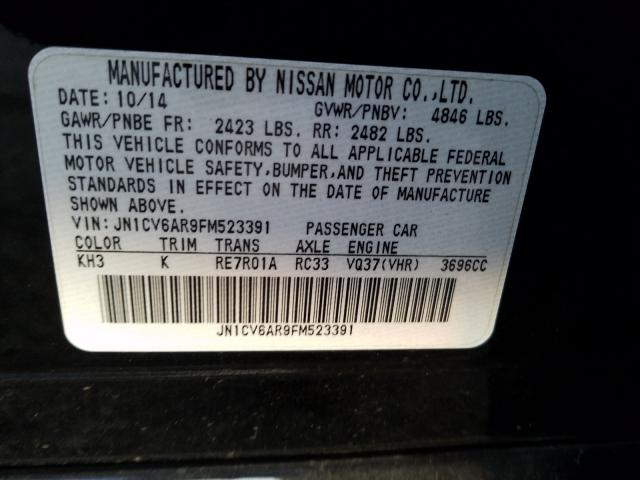 MANUFACTURED BY NISSAN MOTOR CO.,LTD.
DATE: 10/14 GVWR/PNBV: 4846 LBS.
GAWR/PNBE FR: 2423 LBS. RR: 2482 LBS.
THIS VEHICLE CONFORMS TO ALL APPLICABLE FEDERAL
MOTOR VEHICLE SAFETY,BUMPER,AND THEFT PREVENTION
STANDARDS IN EFFECT ON THE DATE OF MANUFACTURE
SHOWN ABOVE.
VIN: JN1CV6AR9FM523391 PASSENGER CAR
COLOR TRIM TRANS AXLE ENGINE
KH3 K RE7R01A RC33 VQ37(VHR) 3696CC
JN1CV6AR9FM523391